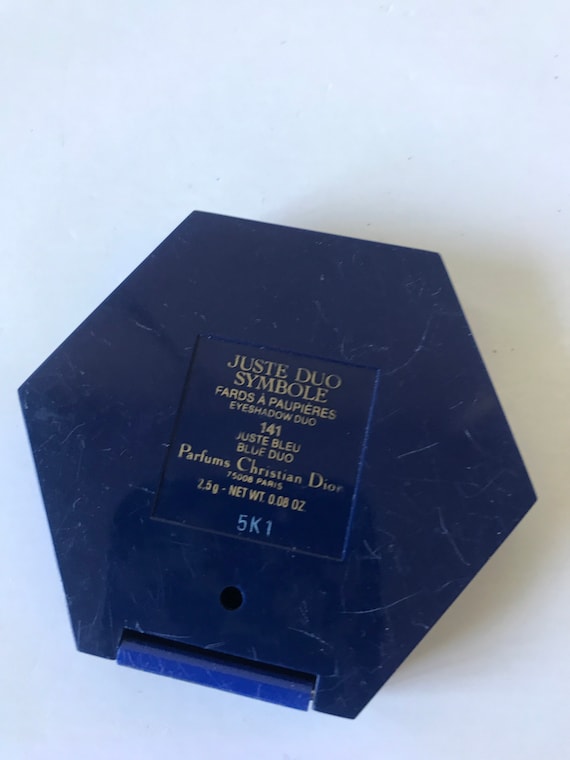 JUSTE DUO
SYMBOLE
FARDS À PAUPIÈRES
EYESHADOW DUO
141
JUSTE BLEU
BLUE DUO
Parfums Christian Dior
75008 PARIS
2,5g - NET WT. 0.08 OZ
5K1